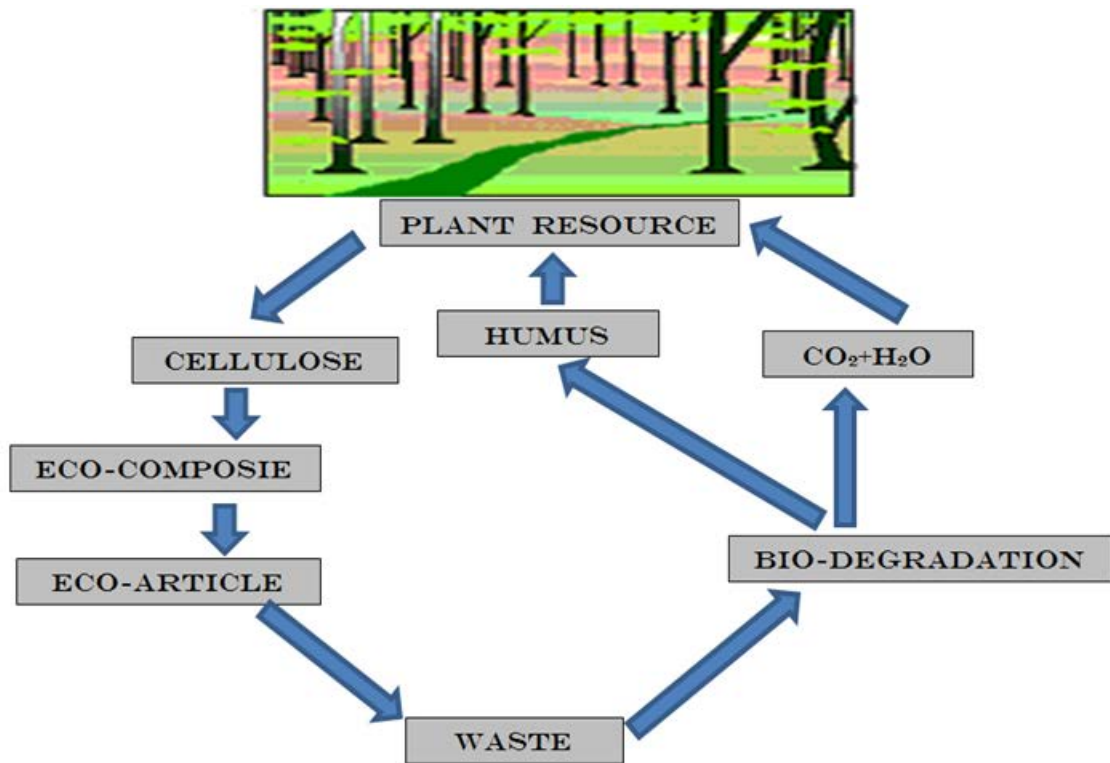 PLANT RESOURCE
HUMUS
CO₂+H₂O
CELLULOSE
ECO-COMPOSIE
ECO-ARTICLE
BIO-DEGRADATION
WASTE